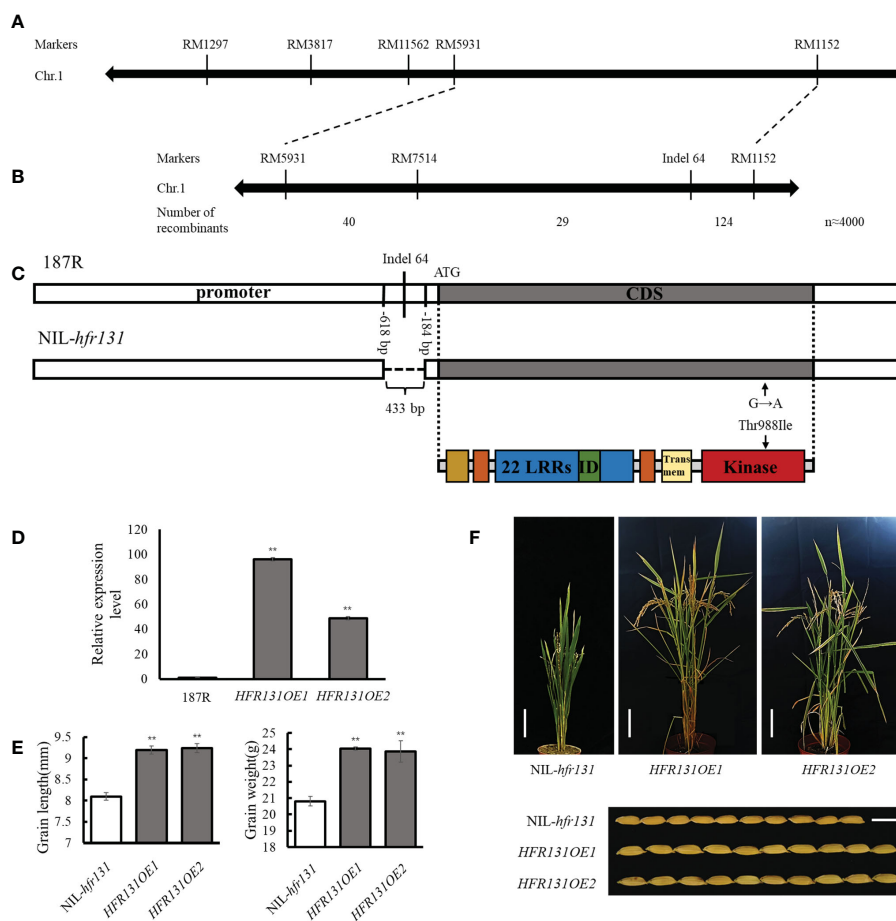 A
Markers
RM1297 RM3817 RM11562 RM5931 RM1152
Chr.1
B
Markers
RM5931 RM7514 Indel 64 RM1152
Chr.1
Number of
recombinants
40 29 124 n≈4000
C
187R
Indel 64
ATG
promoter
CDS
-618 bp
-184 bp
NIL-hfr131
433 bp
G→A
Thr988Ile
22 LRRs
ID
Trans
mem
Kinase
D
Relative expression
level
120
100
80
60
40
20
0
**
**
187R HFR131OE1 HFR131OE2
E
Grain length(mm)
9.5
9
8.5
8
7.5
7
**
**
NIL-hfr131
HFR131OE1
HFR131OE2
Grain weight(g)
25
24
23
22
21
20
19
18
**
**
NIL-hfr131
HFR131OE1
HFR131OE2
F
NIL-hfr131 HFR131OE1 HFR131OE2
NIL-hfr131
HFR131OE1
HFR131OE2